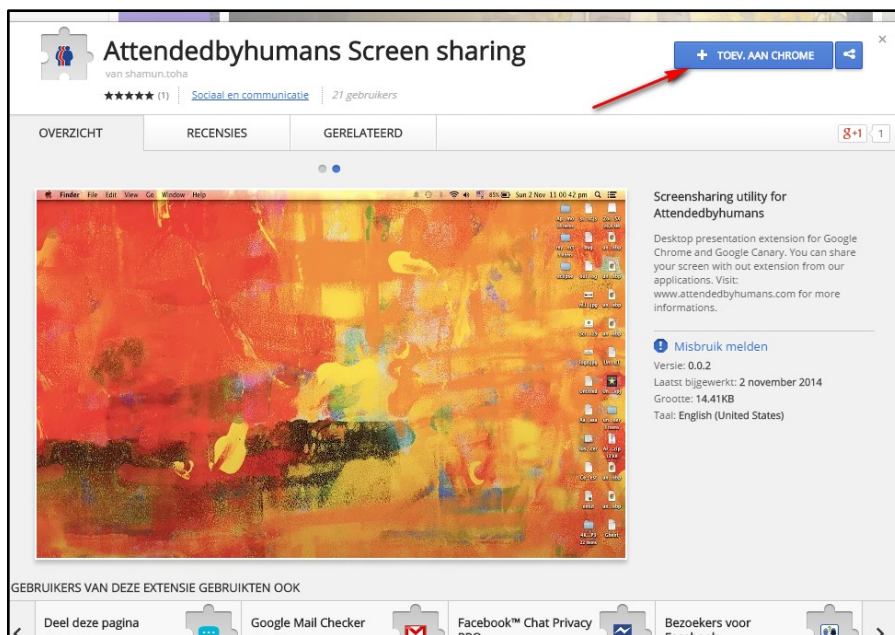 Attendedbyhumans Screen sharing
van shamun.toha
(1) Sociaal en communicatie 21 gebruikers
+ TOEV. AAN CHROME
OVERZICHT RECENSIES GERELATEERD
g+1 1
Finder File Edit View Go Window Help 85% Sun 2 Nov 11 00 42 pm
Screensharing utility for
Attendedbyhumans
Desktop presentation extension for Google
Chrome and Google Canary. You can share
your screen with out extension from our
applications. Visit:
www.attendedbyhumans.com for more
informations.
Misbruik melden
Versie: 0.0.2
Laatst bijgewerkt: 2 november 2014
Grootte: 14.41KB
Taal: English (United States)
GEBRUIKERS VAN DEZE EXTENSIE GEBRUIKTEN OOK
Deel deze pagina Google Mail Checker Facebook™ Chat Privacy Bezoekers voor